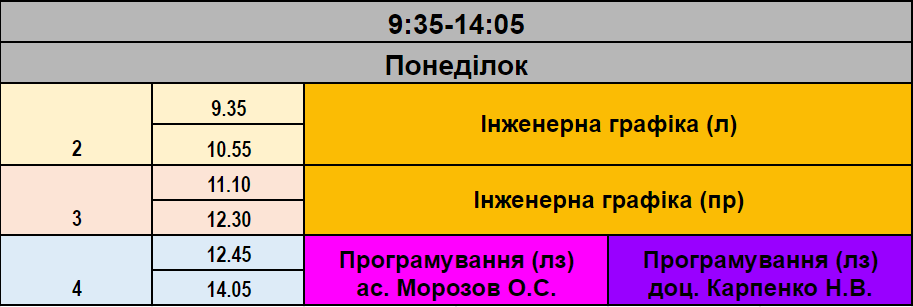 9:35-14:05
Понеділок
2
9.35
10.55
Інженерна графіка (л)
3
11.10
12.30
Інженерна графіка (пр)
4
12.45
14.05
Програмування (лз)
ас. Морозов О.С.
Програмування (лз)
доц. Карпенко Н.В.